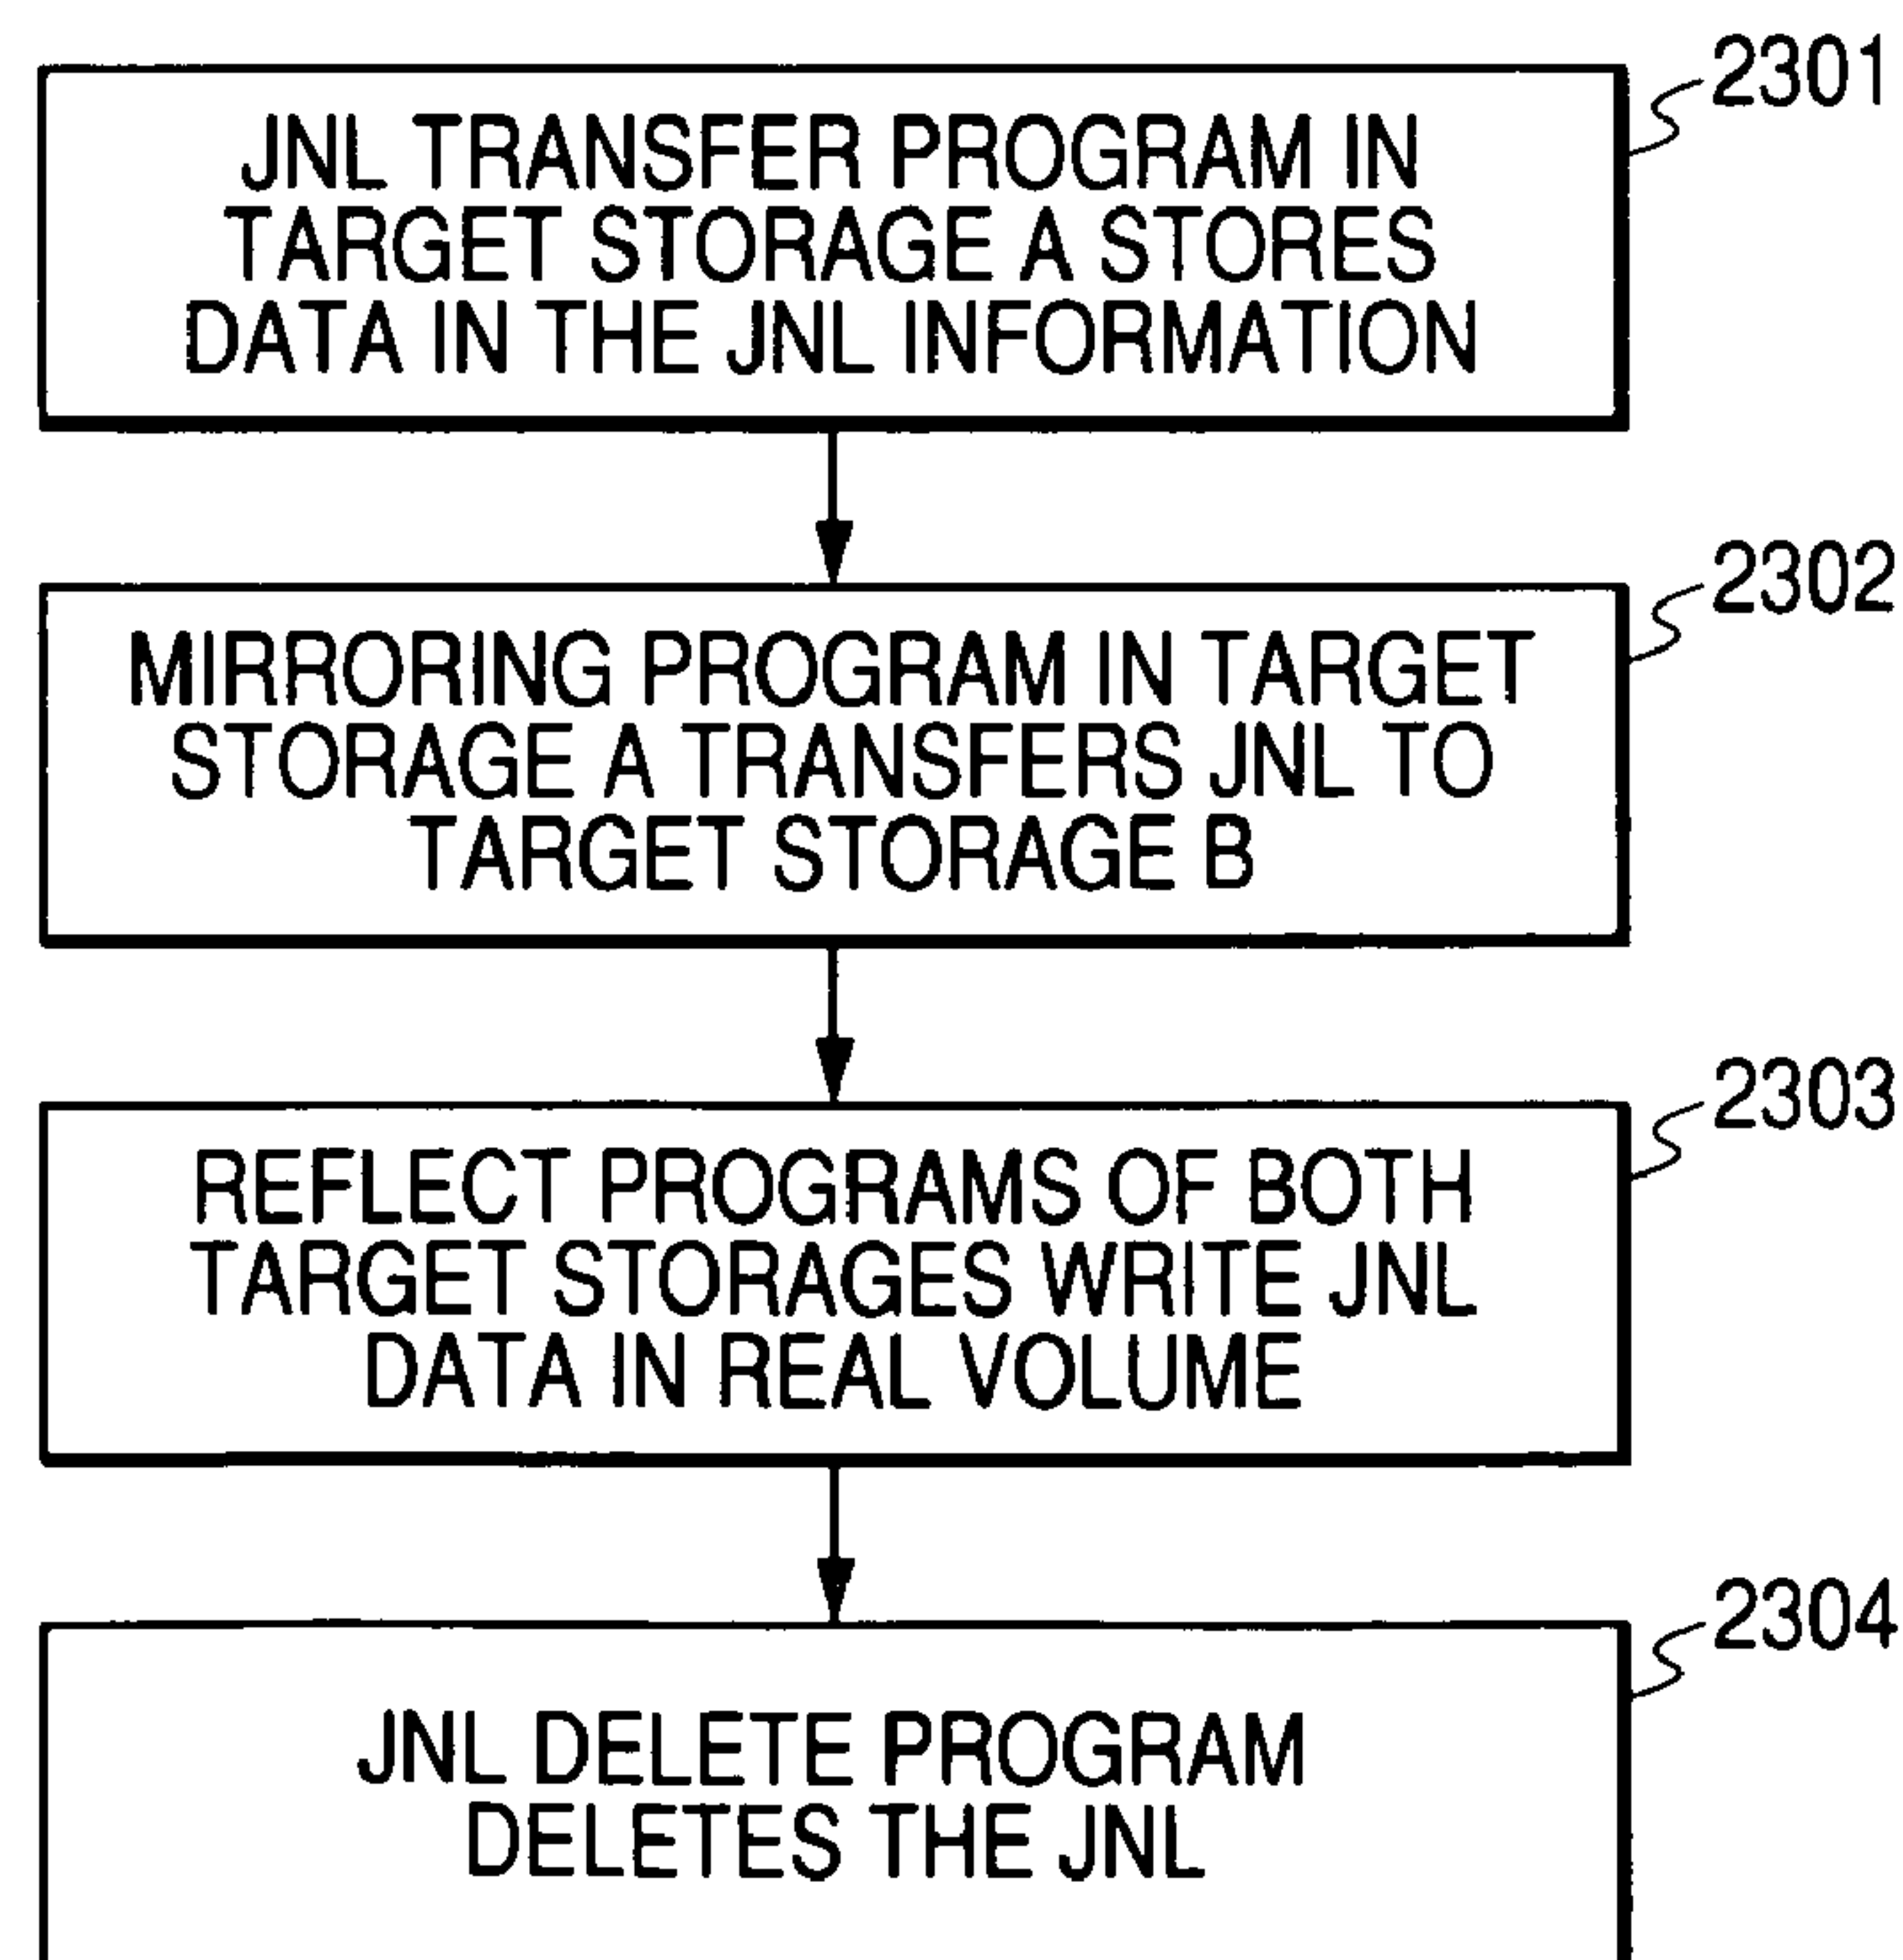 2301
JNL TRANSFER PROGRAM IN
TARGET STORAGE A STORES
DATA IN THE JNL INFORMATION
2302
MIRRORING PROGRAM IN TARGET
STORAGE A TRANSFERS JNL TO
TARGET STORAGE B
2303
REFLECT PROGRAMS OF BOTH
TARGET STORAGES WRITE JNL
DATA IN REAL VOLUME
2304
JNL DELETE PROGRAM
DELETES THE JNL